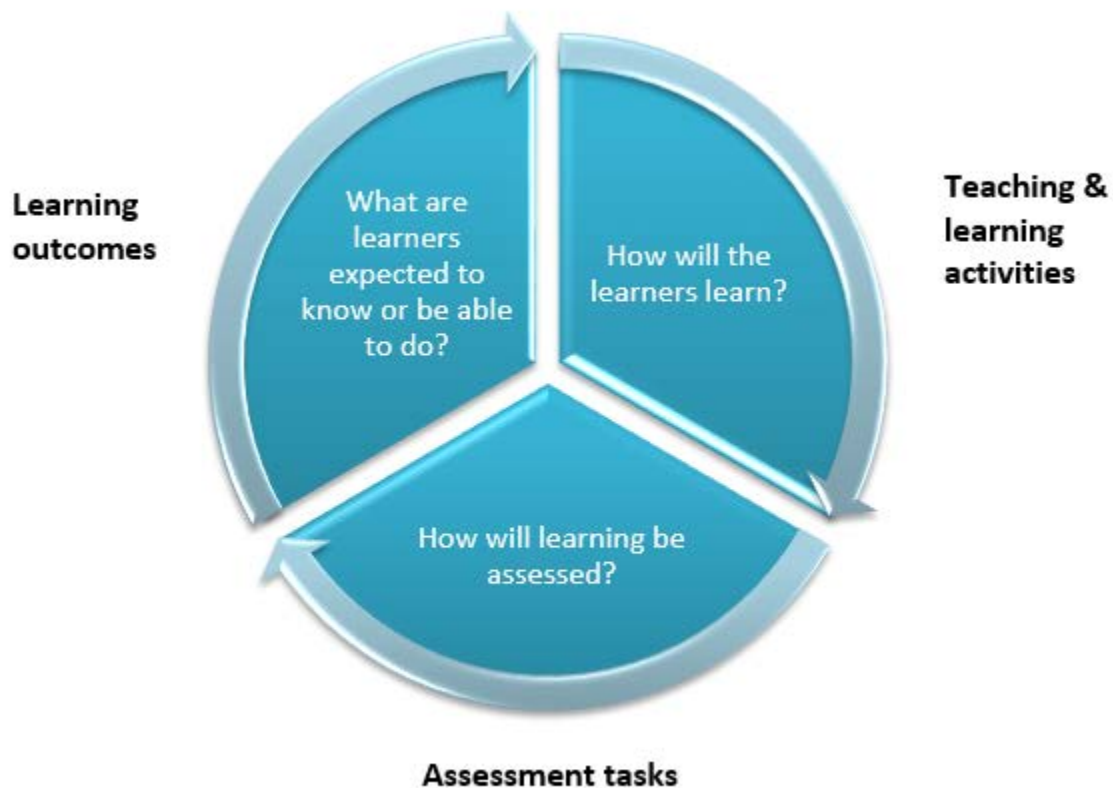 Learning
outcomes
What are
learners
expected to
know or be able
to do?
How will the
learners learn?
Teaching &
learning
activities
How will learning be
assessed?
Assessment tasks